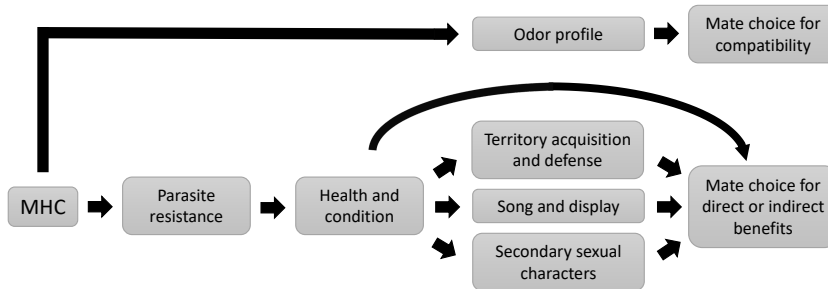 Odor profile
Mate choice for
compatibility
MHC
Parasite
resistance
Health and
condition
Territory acquisition
and defense
Song and display
Secondary sexual
characters
Mate choice for
direct or indirect
benefits